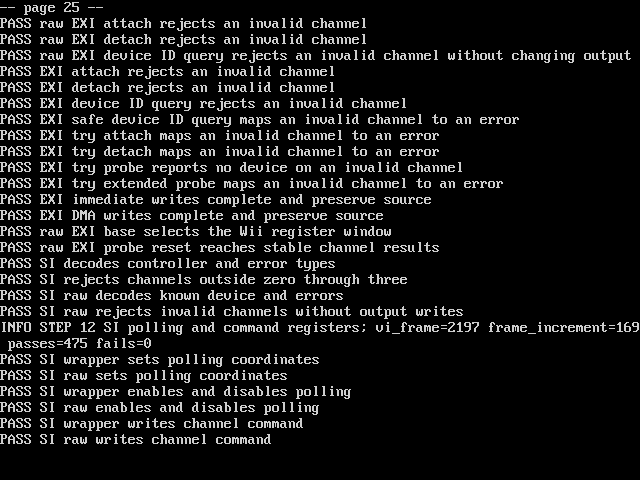 -- page 25 --
PASS raw EXI attach rejects an invalid channel
PASS raw EXI detach rejects an invalid channel
PASS raw EXI device ID query rejects an invalid channel without changing output
PASS EXI attach rejects an invalid channel
PASS EXI detach rejects an invalid channel
PASS EXI device ID query rejects an invalid channel
PASS EXI safe device ID query maps an invalid channel to an error
PASS EXI try attach maps an invalid channel to an error
PASS EXI try detach maps an invalid channel to an error
PASS EXI try probe reports no device on an invalid channel
PASS EXI try extended probe maps an invalid channel to an error
PASS EXI immediate writes complete and preserve source
PASS EXI DMA writes complete and preserve source
PASS raw EXI base selects the Wii register window
PASS raw EXI probe reset reaches stable channel results
PASS SI decodes controller and error types
PASS SI rejects channels outside zero through three
PASS SI raw decodes known device and errors
PASS SI raw rejects invalid channels without output writes
INFO STEP 12 SI polling and command registers; vi_frame=2197 frame_increment=169
 passes=475 fails=0
PASS SI wrapper sets polling coordinates
PASS SI raw sets polling coordinates
PASS SI wrapper enables and disables polling
PASS SI raw enables and disables polling
PASS SI wrapper writes channel command
PASS SI raw writes channel command